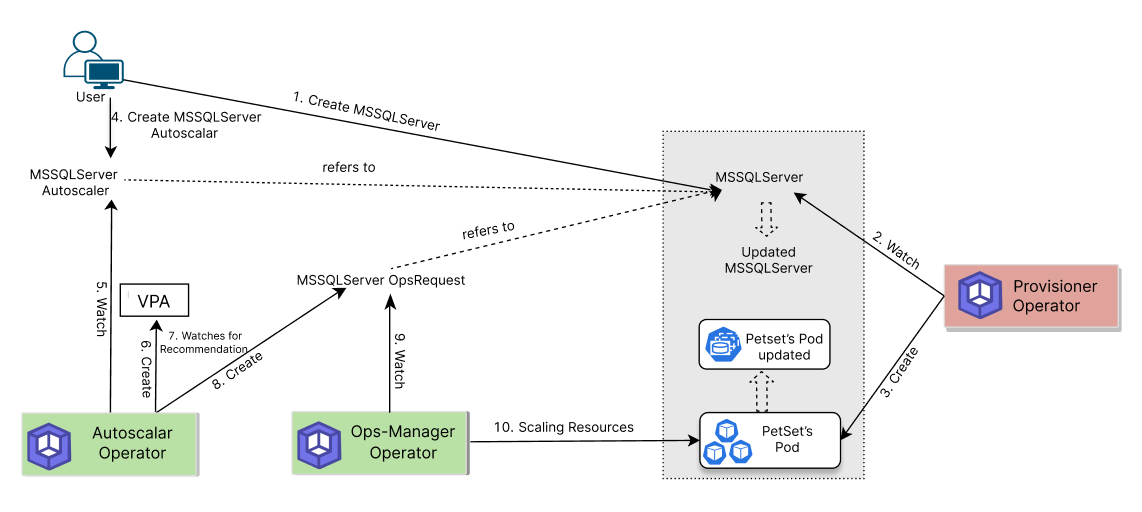 User
1. Create MSSQLServer
4. Create MSSQLServer
Autoscalar
MSSQLServer
Autoscaler
refers to
MSSQLServer
refers to
2. Watch
Updated
MSSQLServer
MSSQLServer OpsRequest
Provisioner
Operator
5. Watch
VPA
7. Watches for
Recommendation
6. Create
8. Create
9. Watch
Petset's Pod
updated
3. Create
Autoscalar
Operator
Ops-Manager
Operator
10. Scaling Resources
PetSet's
Pod